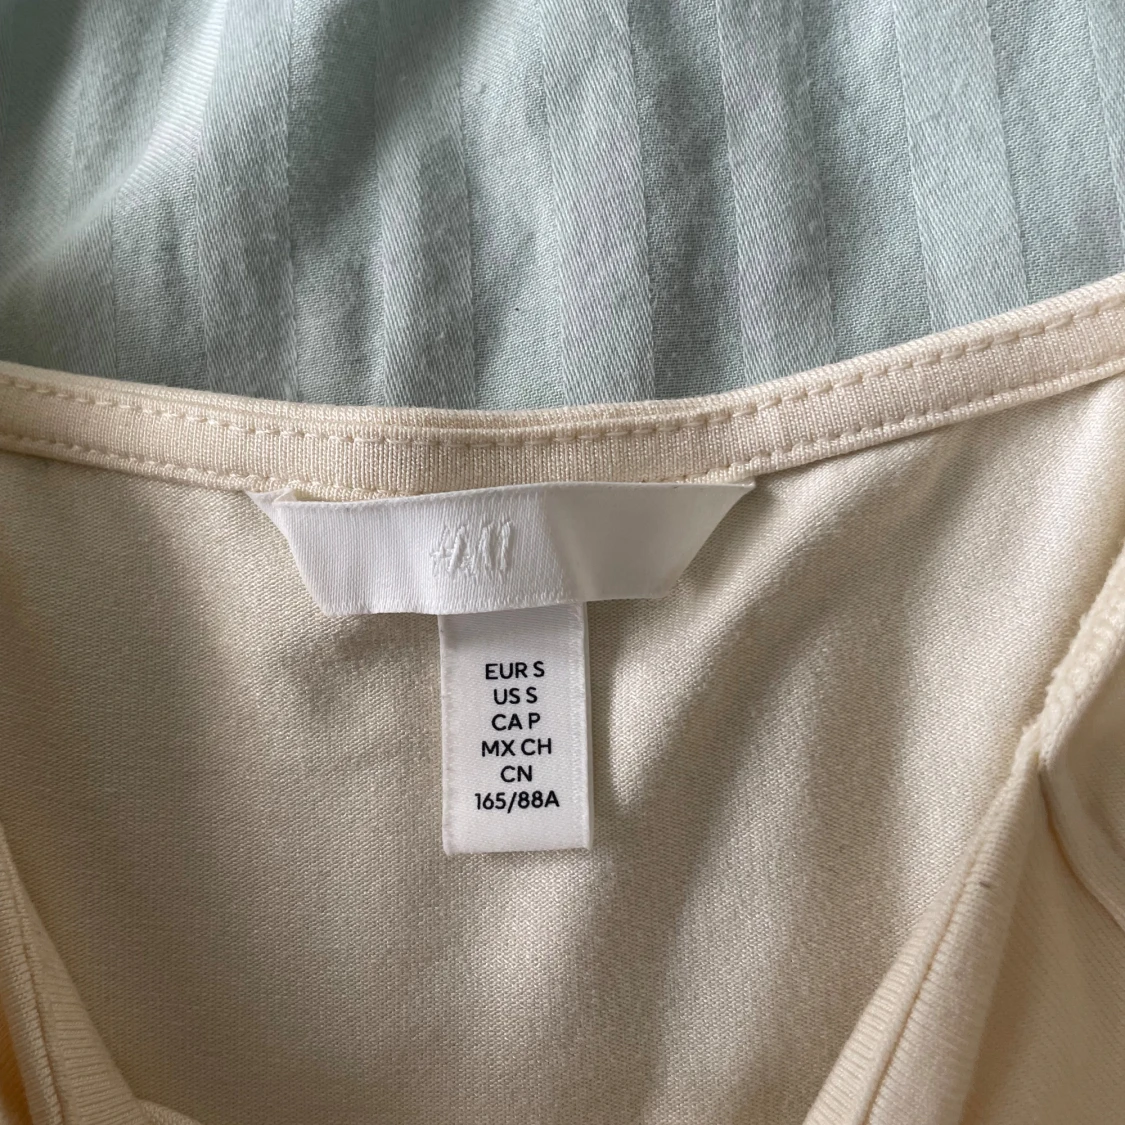 H&M
EUR S
US S
CA P
MX CH
CN
165/88A